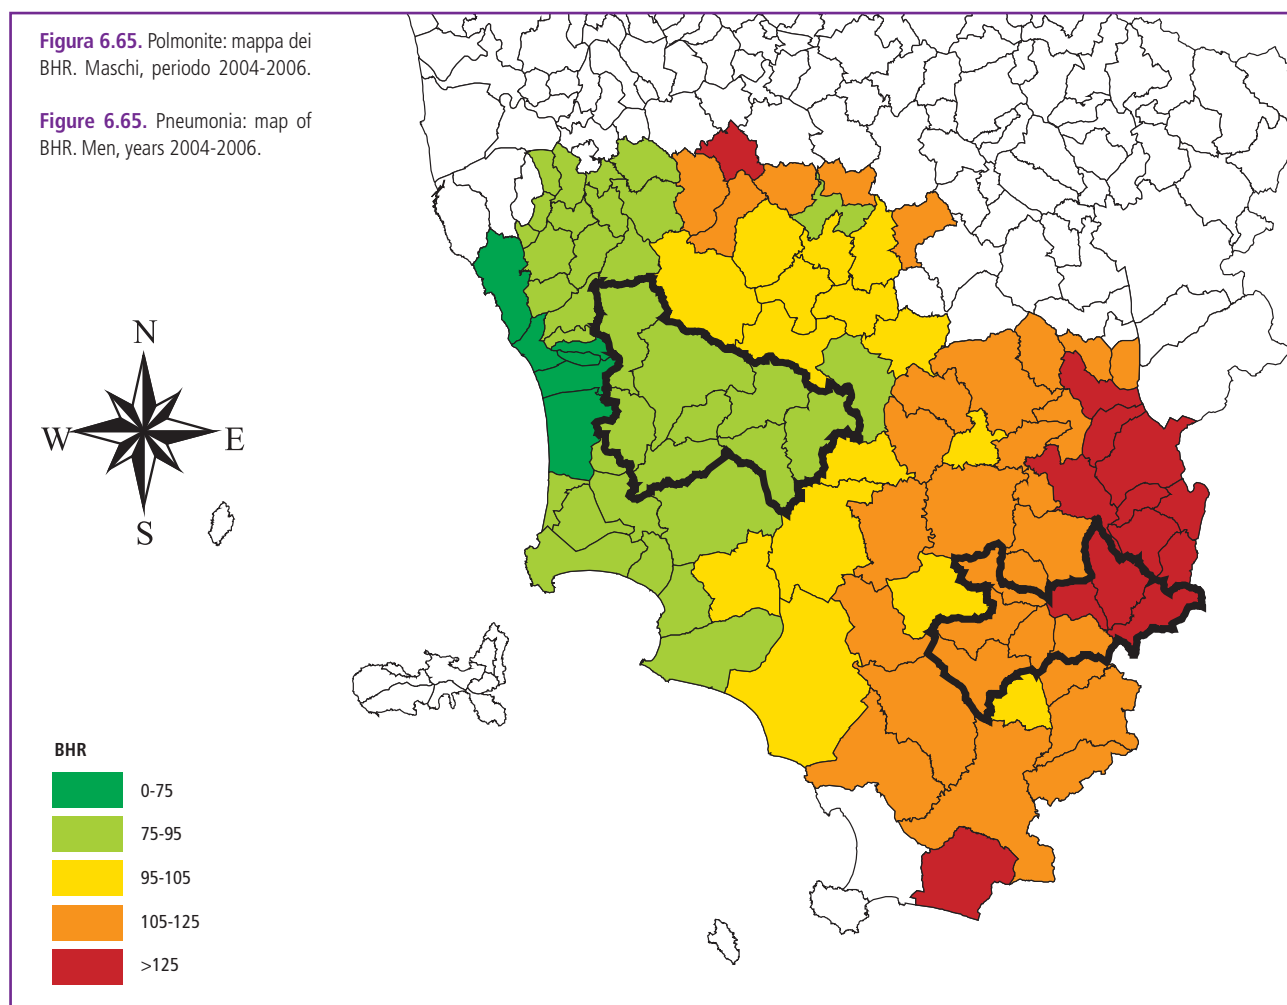 Figura 6.65. Polmonite: mappa dei
BHR. Maschi, periodo 2004-2006.
Figure 6.65. Pneumonia: map of
BHR. Men, years 2004-2006.
N
W
E
S
BHR
0-75
75-95
95-105
105-125
>125